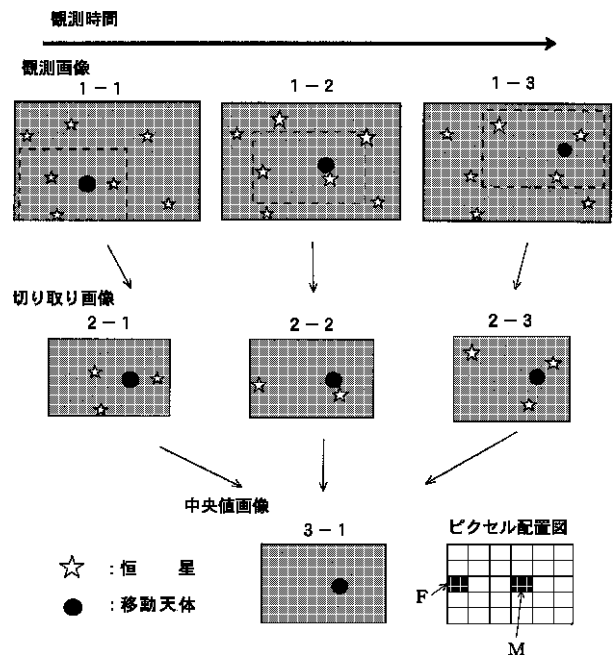 観測時間
観測画像
1－1
1－2
1－3
切り取り画像
2－1
2－2
2－3
中央値画像
3－1
ピクセル配置図
：恒　星
：移動天体
F
M